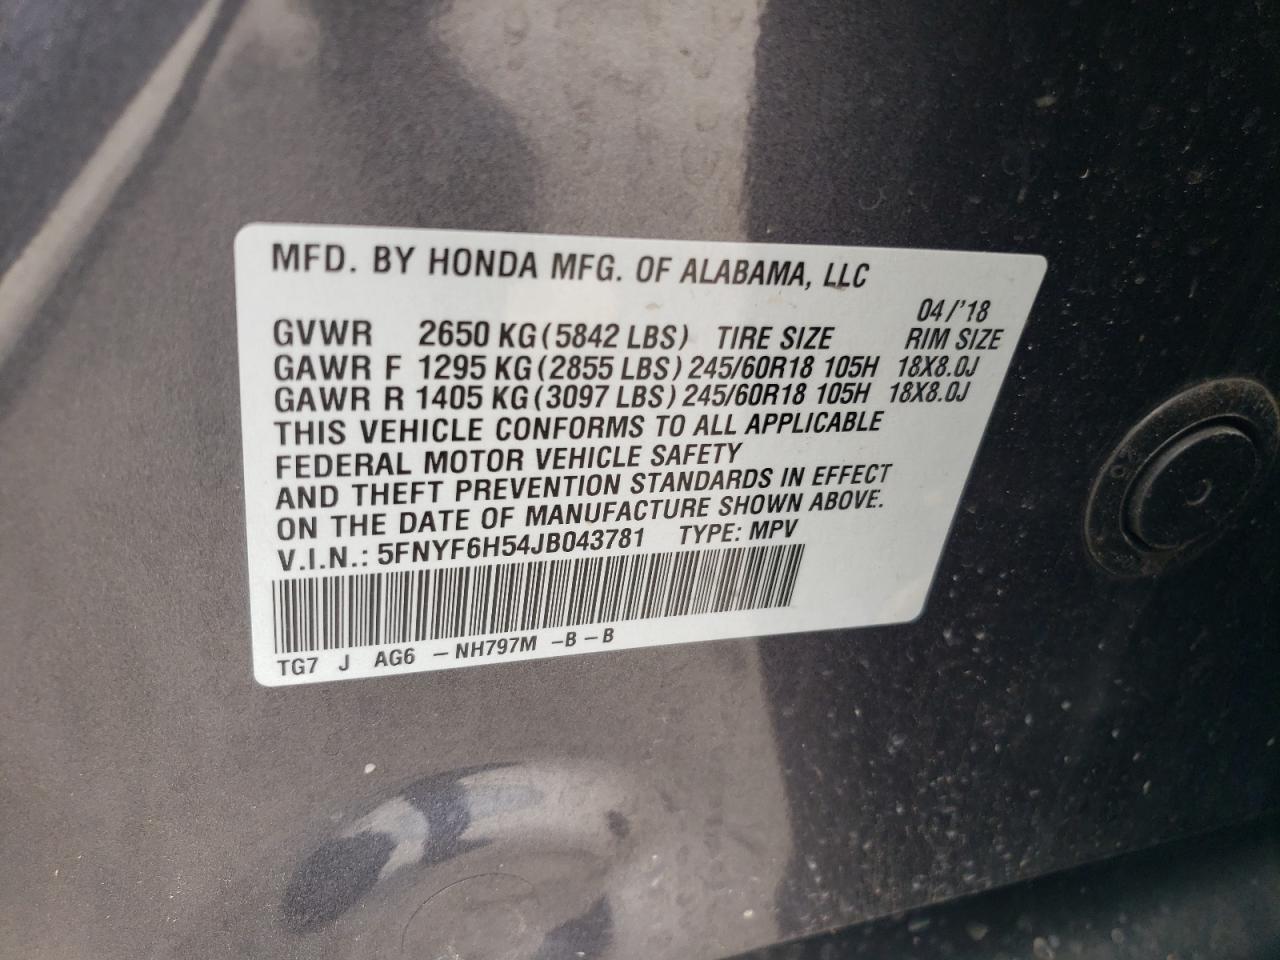 MFD. BY HONDA MFG. OF ALABAMA, LLC
04/'18
GVWR 2650 KG (5842 LBS) TIRE SIZE RIM SIZE
GAWR F 1295 KG (2855 LBS) 245/60R18 105H 18X8.0J
GAWR R 1405 KG (3097 LBS) 245/60R18 105H 18X8.0J
THIS VEHICLE CONFORMS TO ALL APPLICABLE
FEDERAL MOTOR VEHICLE SAFETY
AND THEFT PREVENTION STANDARDS IN EFFECT
ON THE DATE OF MANUFACTURE SHOWN ABOVE.
V.I.N.: 5FNYF6H54JB043781 TYPE: MPV
TG7 J AG6 - NH797M - B - B